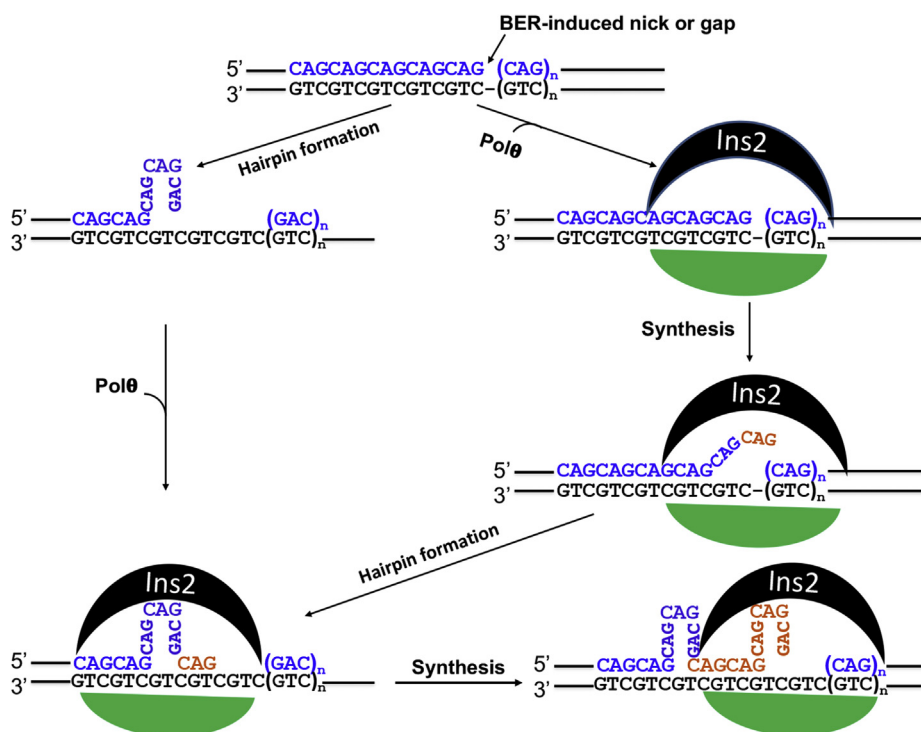 BER-induced nick or gap
5’ CAGCAGCAGCAGCAG (CAG)n
3’ GTCGTCGTCGTCGTC–(GTC)n
Hairpin formation
Polθ
CAG
CAG GAC
5’ CAGCAG (GAC)n
3’ GTCGTCGTCGTCGTC(GTC)n
Ins2
5’ CAGCAGCAGCAGCAG (CAG)n
3’ GTCGTCGTCGTCGTC–(GTC)n
Polθ
Synthesis
Ins2
CAG CAG
5’ CAGCAGCAGCAG (CAG)n
3’ GTCGTCGTCGTCGTC–(GTC)n
Hairpin formation
Ins2
CAG
CAG GAC
5’ CAGCAG CAG (GAC)n
3’ GTCGTCGTCGTCGTC(GTC)n
Synthesis
Ins2
CAG CAG
CAG GAC CAG GAC
5’ CAGCAG CAGCAG (CAG)n
3’ GTCGTCGTCGTCGTCGTCGTC(GTC)n